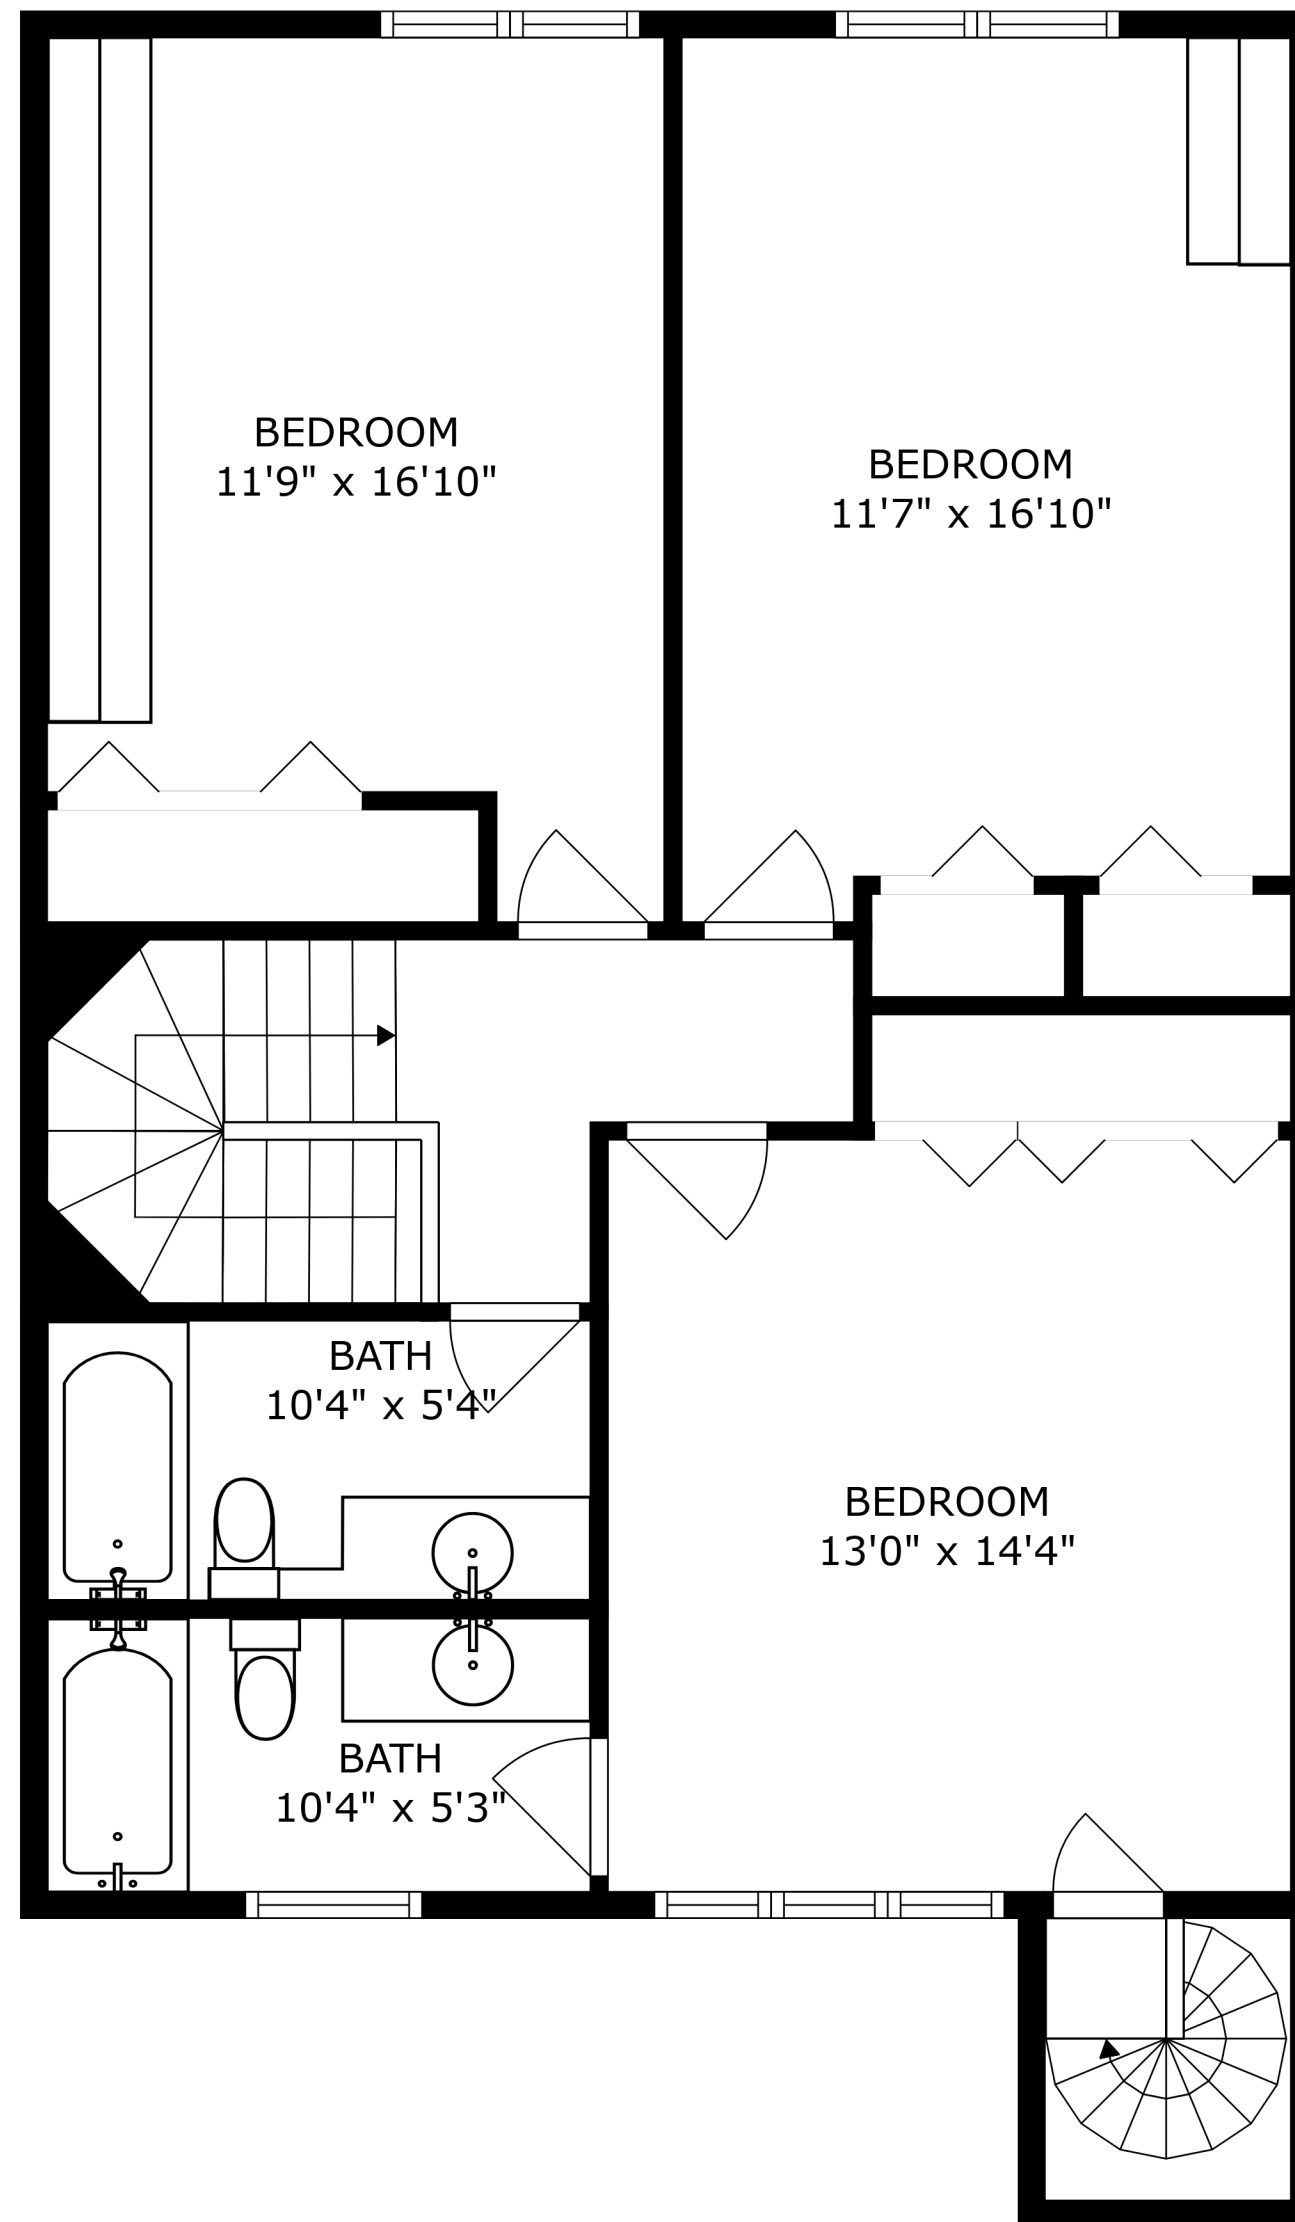 BEDROOM
11'9" x 16'10"
BEDROOM
11'7" x 16'10"
BATH
10'4" x 5'4"
BEDROOM
13'0" x 14'4"
BATH
10'4" x 5'3"